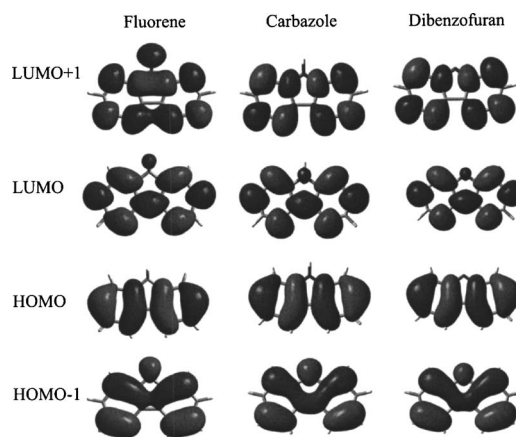 Fluorene Carbazole Dibenzofuran
LUMO+1
LUMO
HOMO
HOMO-1